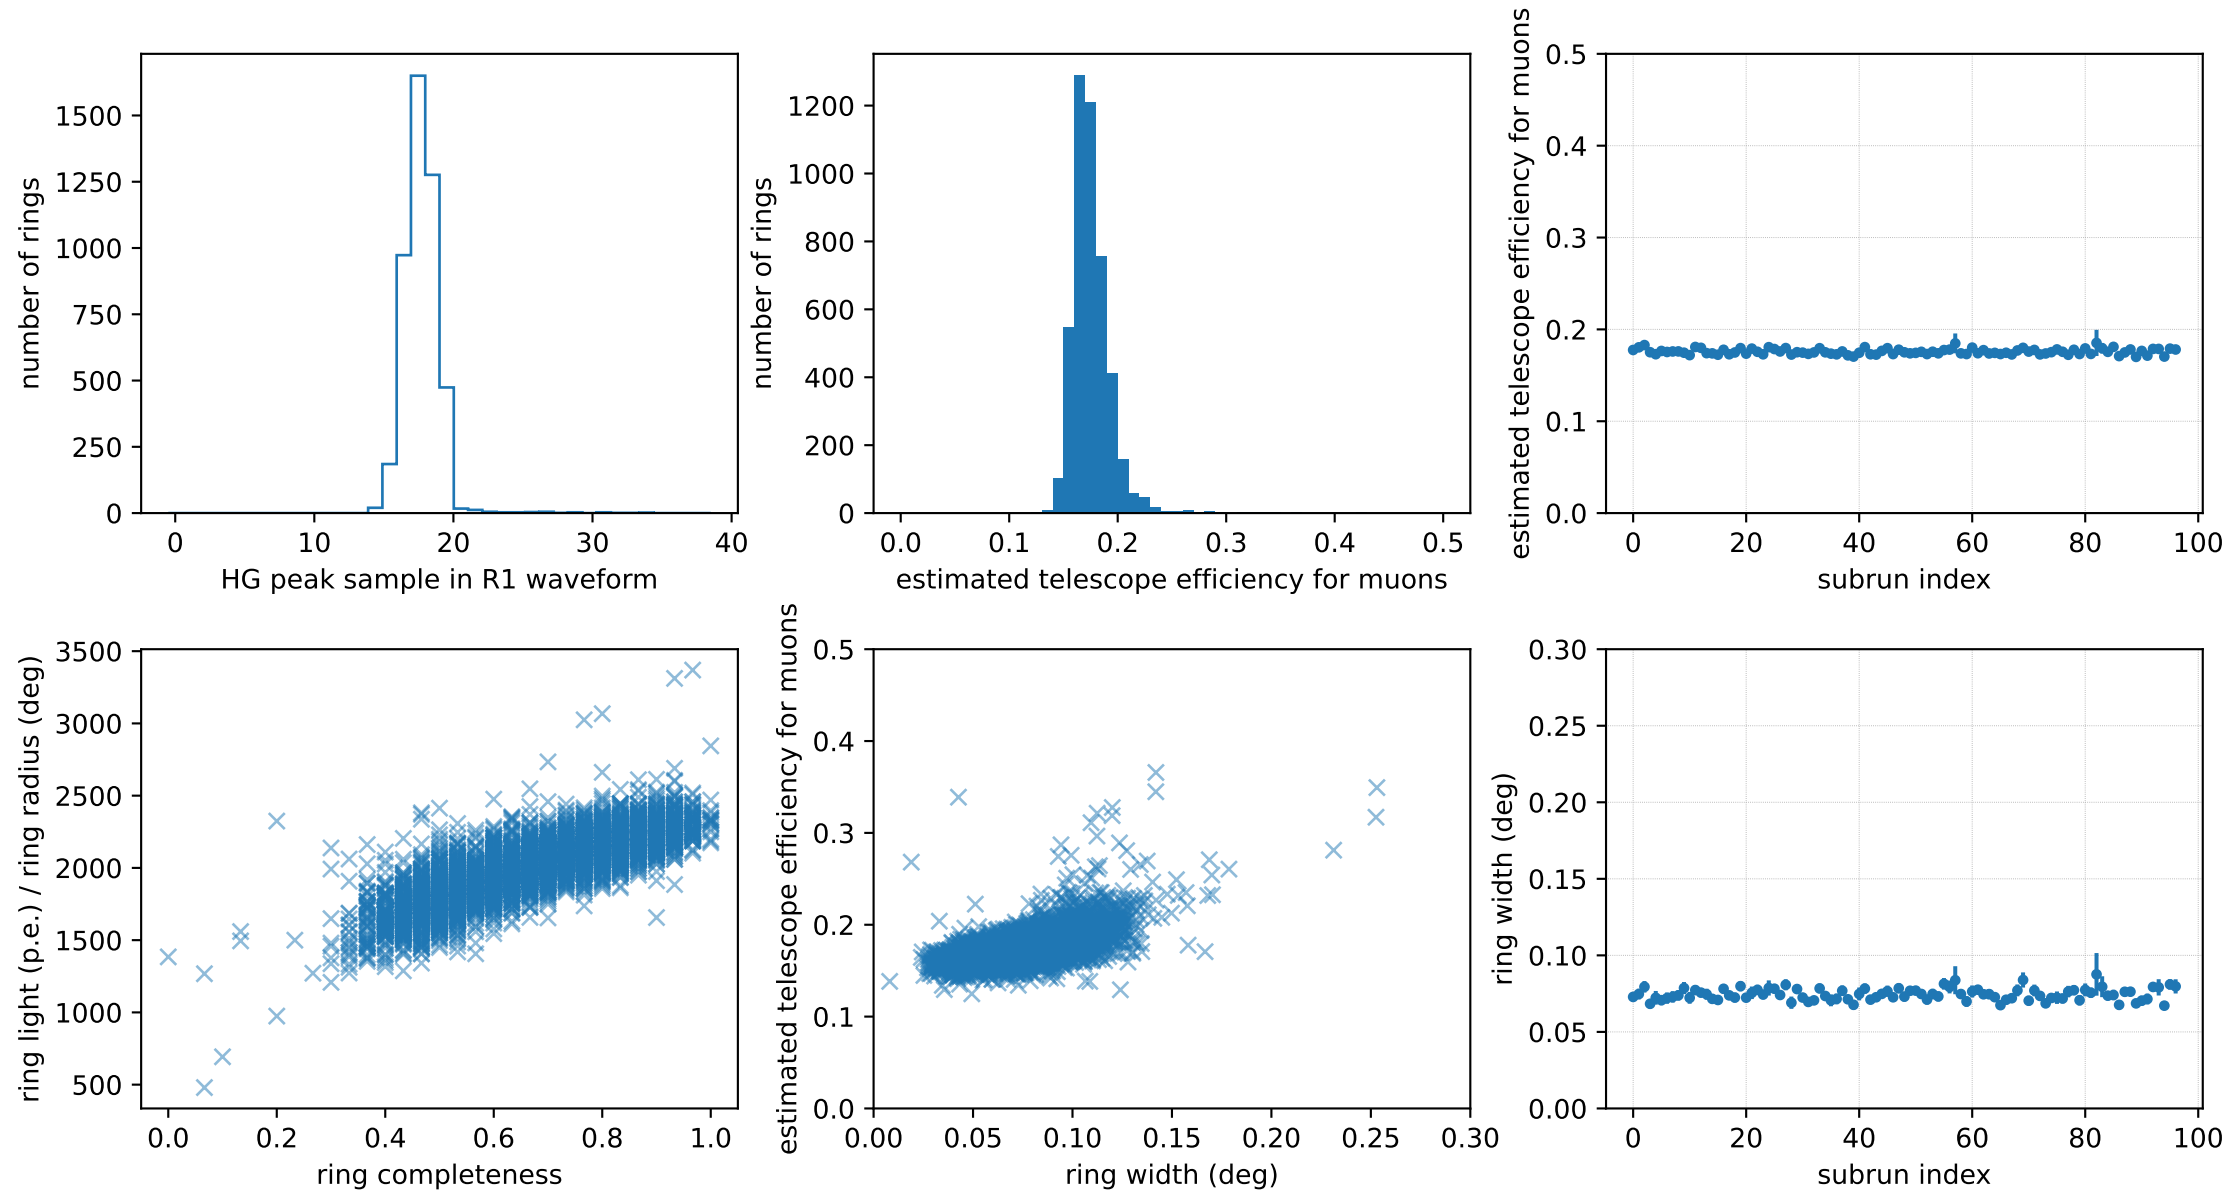 number of rings
1500
1250
1000
750
500
250
0
0 10 20 30 40
HG peak sample in R1 waveform
number of rings
1200
1000
800
600
400
200
0
0.0 0.1 0.2 0.3 0.4 0.5
estimated telescope efficiency for muons
estimated telescope efficiency for muons
0.5
0.4
0.3
0.2
0.1
0.0
0 20 40 60 80 100
subrun index
ring light (p.e.) / ring radius (deg)
3500
3000
2500
2000
1500
1000
500
0.0 0.2 0.4 0.6 0.8 1.0
ring completeness
estimated telescope efficiency for muons
0.5
0.4
0.3
0.2
0.1
0.0
0.00 0.05 0.10 0.15 0.20 0.25 0.30
ring width (deg)
ring width (deg)
0.30
0.25
0.20
0.15
0.10
0.05
0.00
0 20 40 60 80 100
subrun index